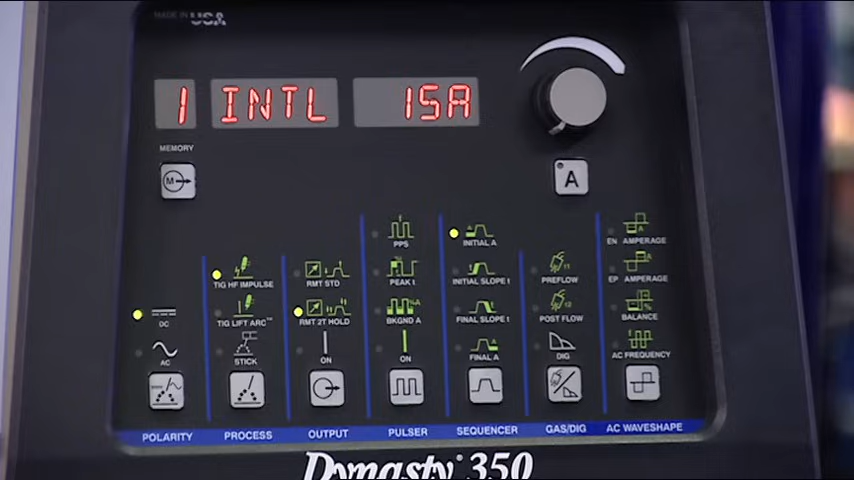 MADE IN USA
1 INTL 15A
MEMORY
M
A
PPS
INITIAL A
EN AMPERAGE
TIG HF IMPULSE
RMT STD
PEAK t
INITIAL SLOPE t
PREFLOW
EP AMPERAGE
DC
TIG LIFT ARC™
RMT 2T HOLD
BKGND A
FINAL SLOPE t
POST FLOW
BALANCE
AC
STICK
ON
ON
FINAL A
DIG
AC FREQUENCY
POLARITY
PROCESS
OUTPUT
PULSER
SEQUENCER
GAS/DIG
AC WAVESHAPE
Dynasty® 350